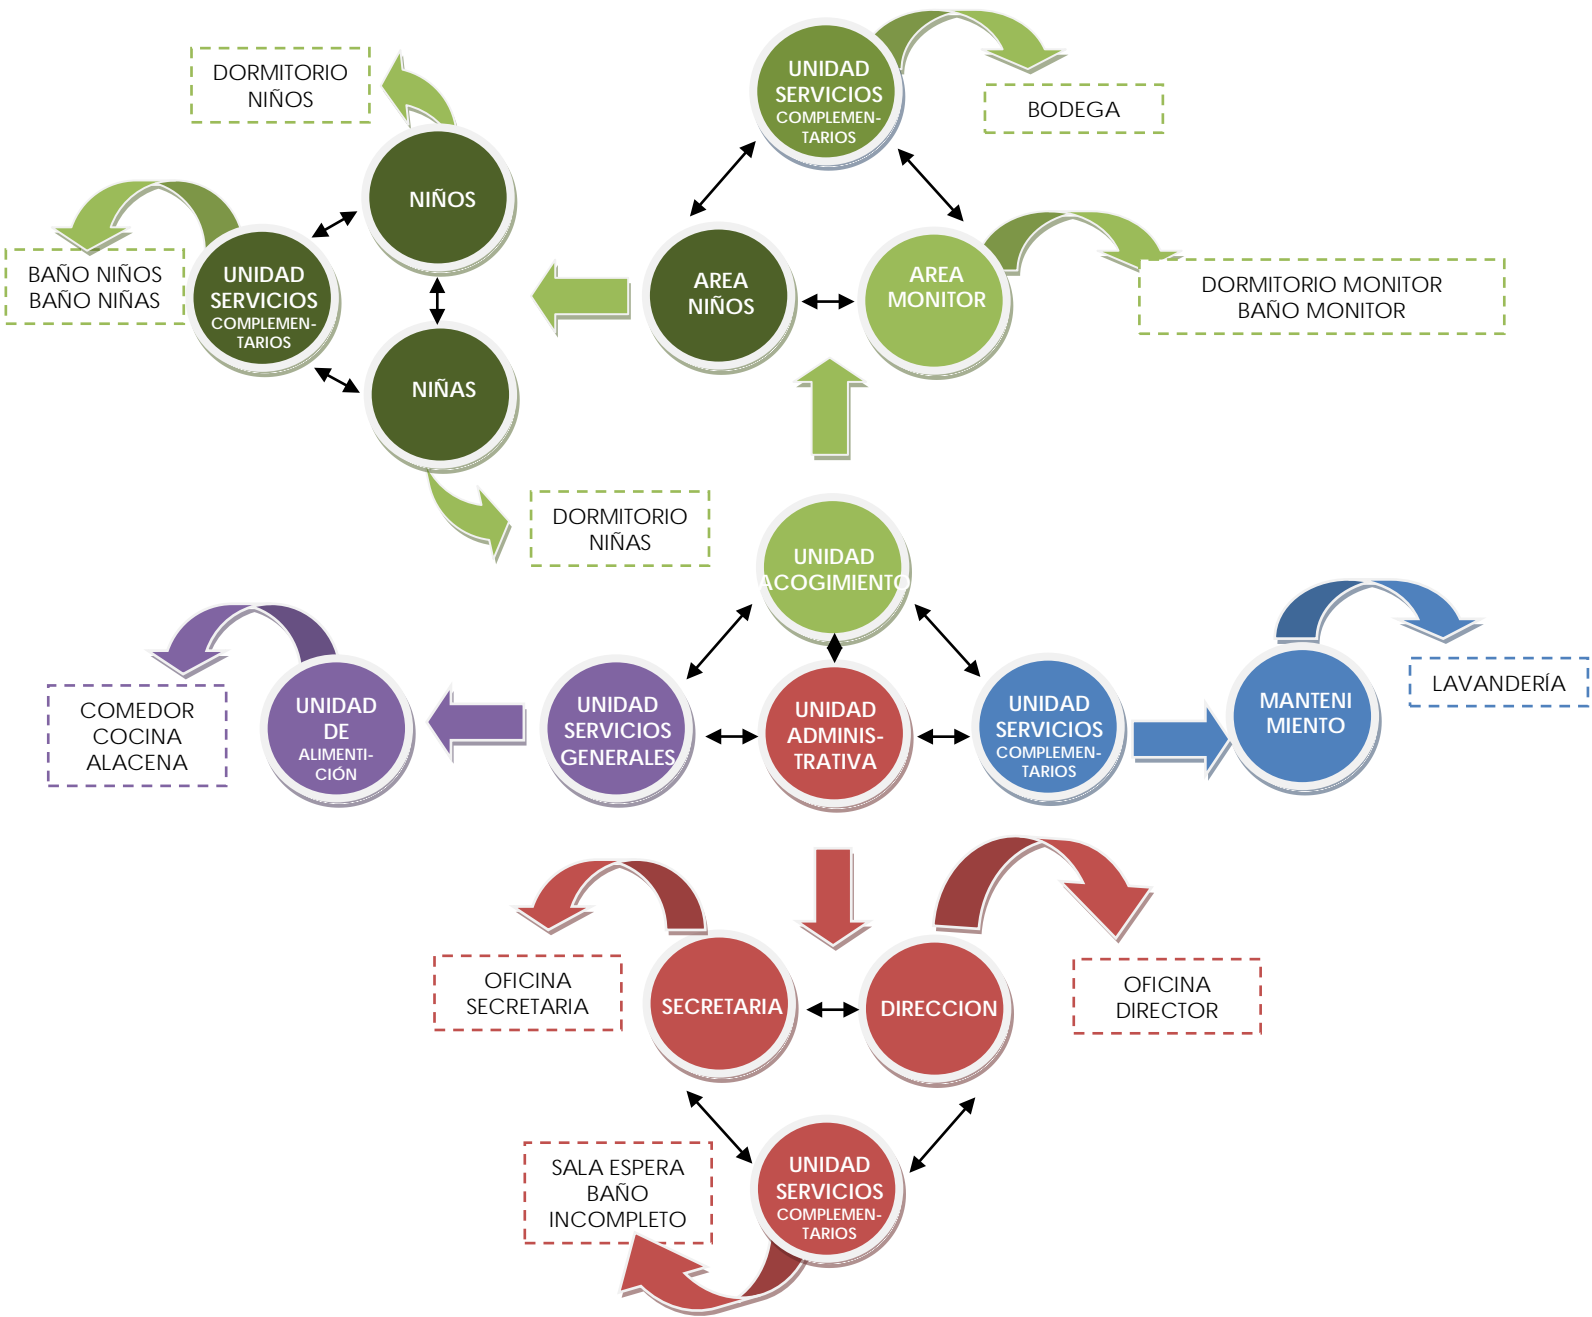 UNIDAD
SERVICIOS
COMPLEMEN-
TARIOS
BODEGA
DORMITORIO
NIÑOS
NIÑOS
BAÑO NIÑOS
BAÑO NIÑAS
UNIDAD
SERVICIOS
COMPLEMEN-
TARIOS
AREA
NIÑOS
AREA
MONITOR
DORMITORIO MONITOR
BAÑO MONITOR
NIÑAS
DORMITORIO
NIÑAS
UNIDAD
ACOGIMIENTO
COMEDOR
COCINA
ALACENA
UNIDAD
DE
ALIMENTI-
CIÓN
UNIDAD
SERVICIOS
GENERALES
UNIDAD
ADMINIS-
TRATIVA
UNIDAD
SERVICIOS
COMPLEMEN-
TARIOS
MANTENI
MIENTO
LAVANDERÍA
OFICINA
SECRETARIA
SECRETARIA
DIRECCION
OFICINA
DIRECTOR
SALA ESPERA
BAÑO
INCOMPLETO
UNIDAD
SERVICIOS
COMPLEMEN-
TARIOS